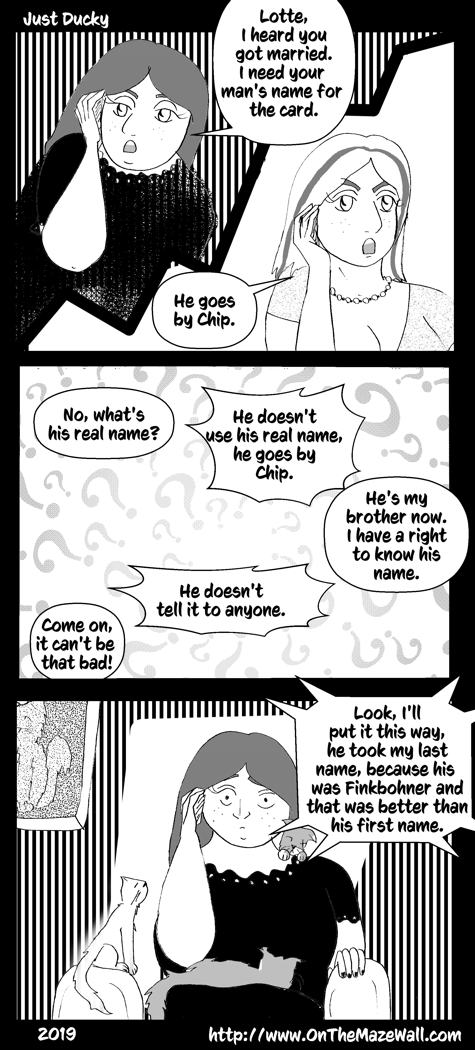 Just Ducky
Lotte,
I heard you
got married.
I need your
man's name for
the card.
He goes
by Chip.
No, what's
his real name?
He doesn't
use his real name,
he goes by
Chip.
He's my
brother now.
I have a right
to know his
name.
He doesn't
tell it to anyone.
Come on,
it can't be
that bad!
Look, I'll
put it this way,
he took my last
name, because his
was Finkbohner and
that was better than
his first name.
2019
http://www.OnTheMazeWall.com